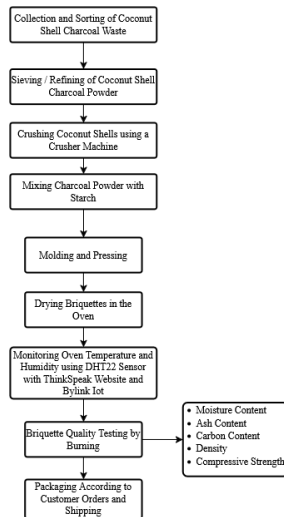 Collection and Sorting of Coconut
Shell Charcoal Waste
Sieving / Refining of Coconut Shell
Charcoal Powder
Crushing Coconut Shells using a
Crusher Machine
Mixing Charcoal Powder with
Starch
Molding and Pressing
Drying Briquettes in the
Oven
Monitoring Oven Temperature and
Humidity using DHT22 Sensor
with ThinkSpeak Website and
Bylink Iot
Briquette Quality Testing by
Burning
• Moisture Content
• Ash Content
• Carbon Content
• Density
• Compressive Strength
Packaging According to
Customer Orders and
Shipping